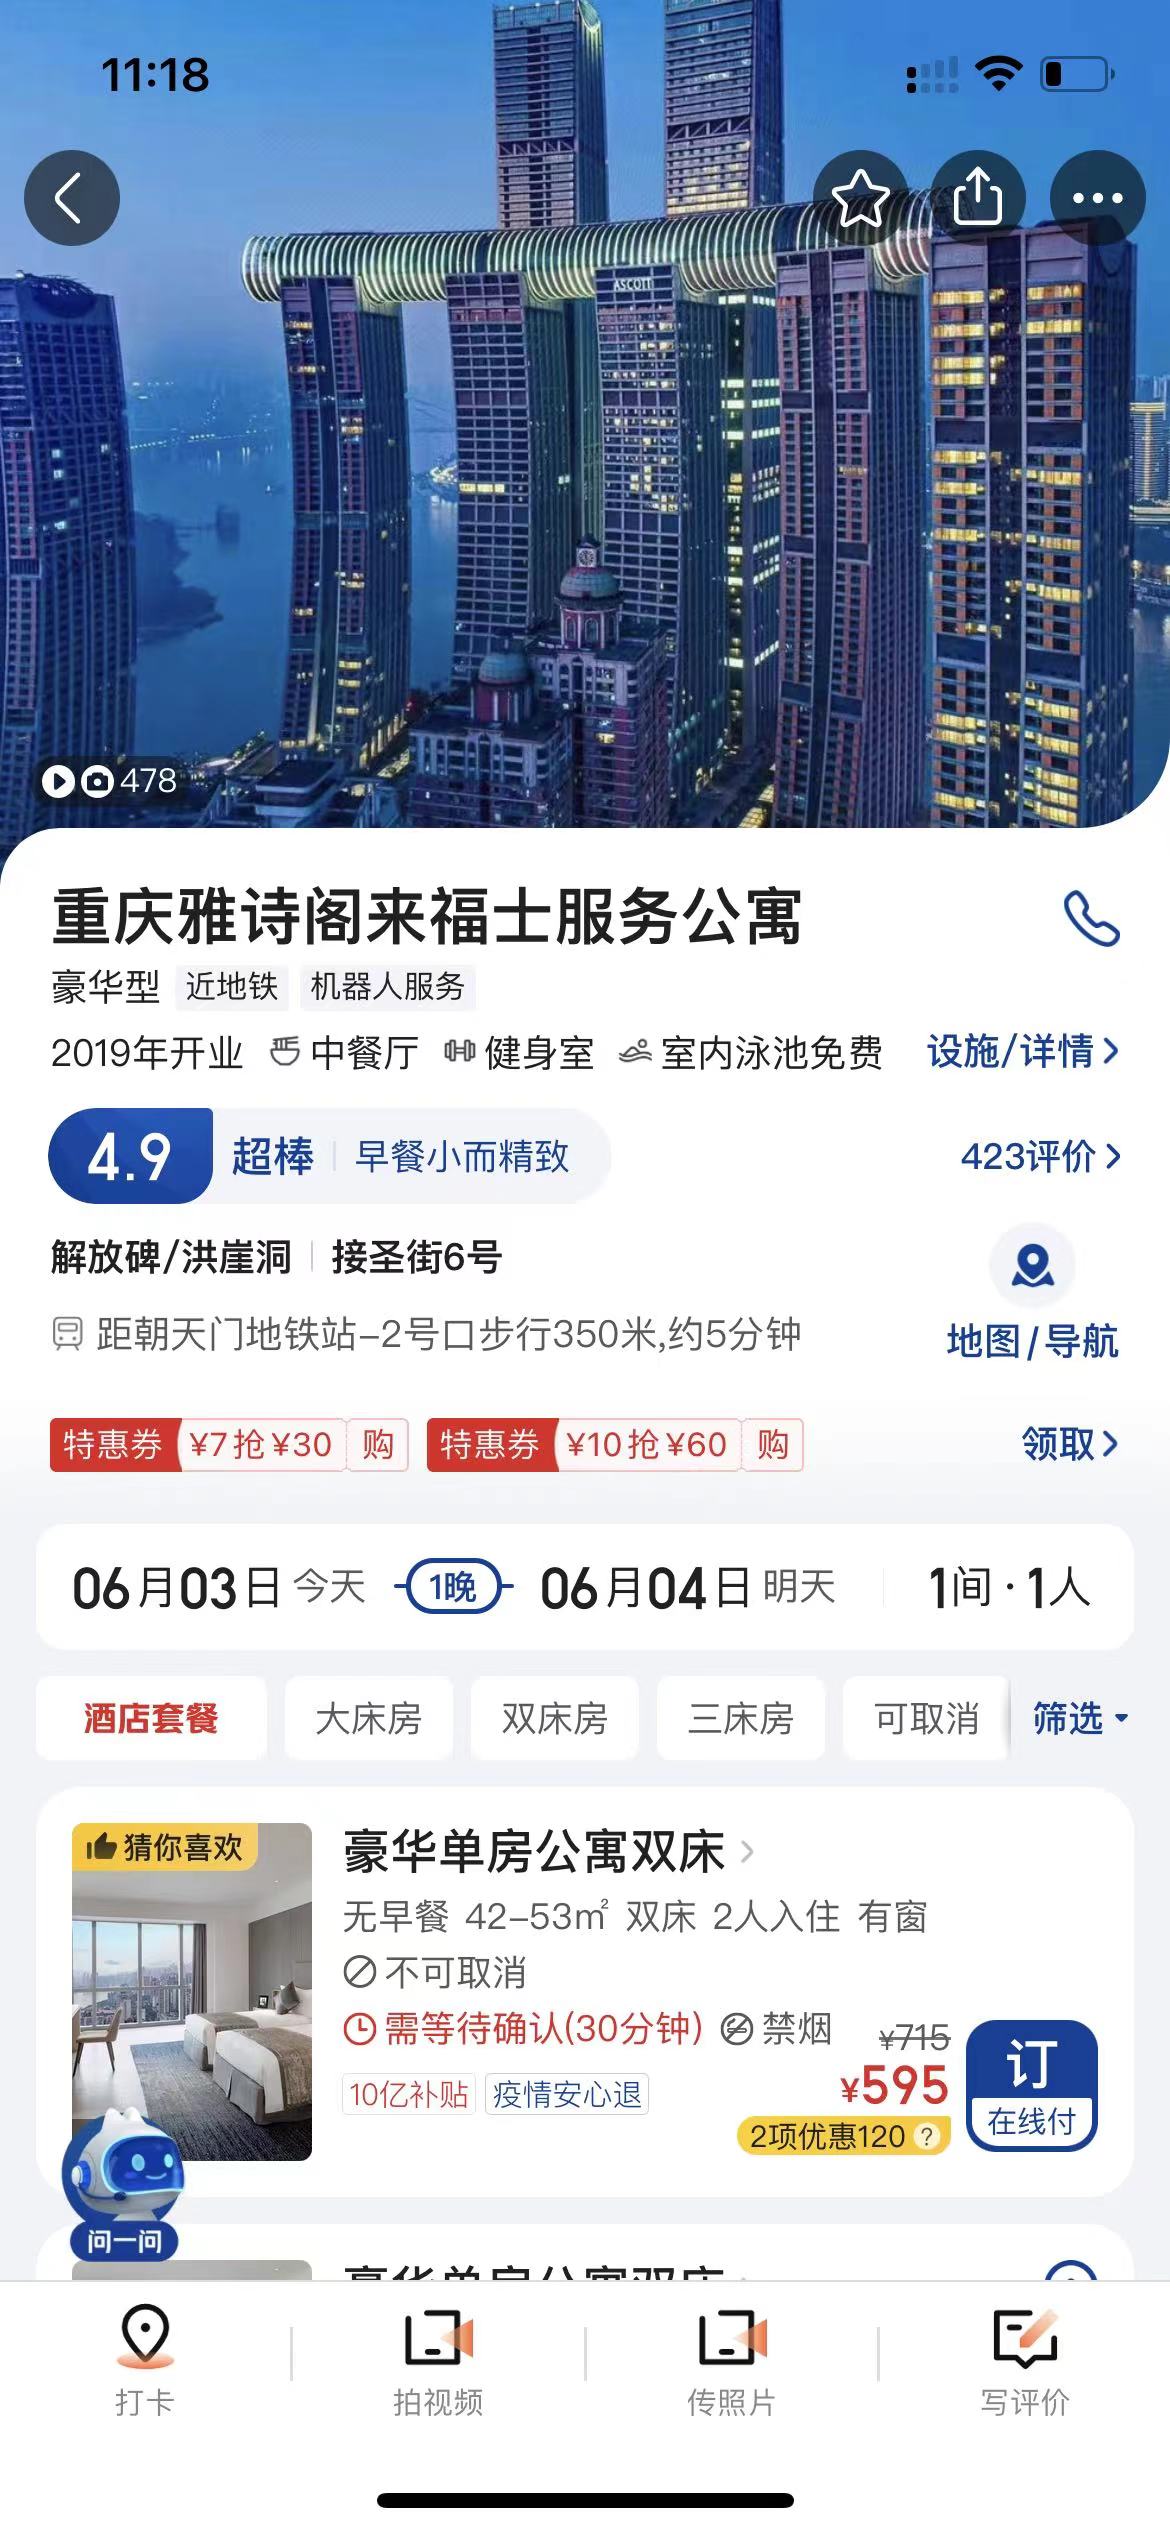 11:18
ASCOTT
478
重庆雅诗阁来福士服务公寓
豪华型 近地铁 机器人服务
2019年开业 中餐厅 健身室 室内泳池免费 设施/详情
4.9 超棒 早餐小而精致 423评价
解放碑/洪崖洞 接圣街6号
距朝天门地铁站-2号口步行350米,约5分钟
地图/导航
特惠券 ¥7抢¥30 购 特惠券 ¥10抢¥60 购 领取
06月03日 今天 1晚 06月04日 明天 1间·1人
酒店套餐 大床房 双床房 三床房 可取消 筛选
猜你喜欢
豪华单房公寓双床
无早餐 42-53㎡ 双床 2人入住 有窗
不可取消
需等待确认(30分钟) 禁烟
¥715
¥595
订
在线付
10亿补贴 疫情安心退
2项优惠120 ?
问一问
豪华单房公寓双床
打卡 拍视频 传照片 写评价